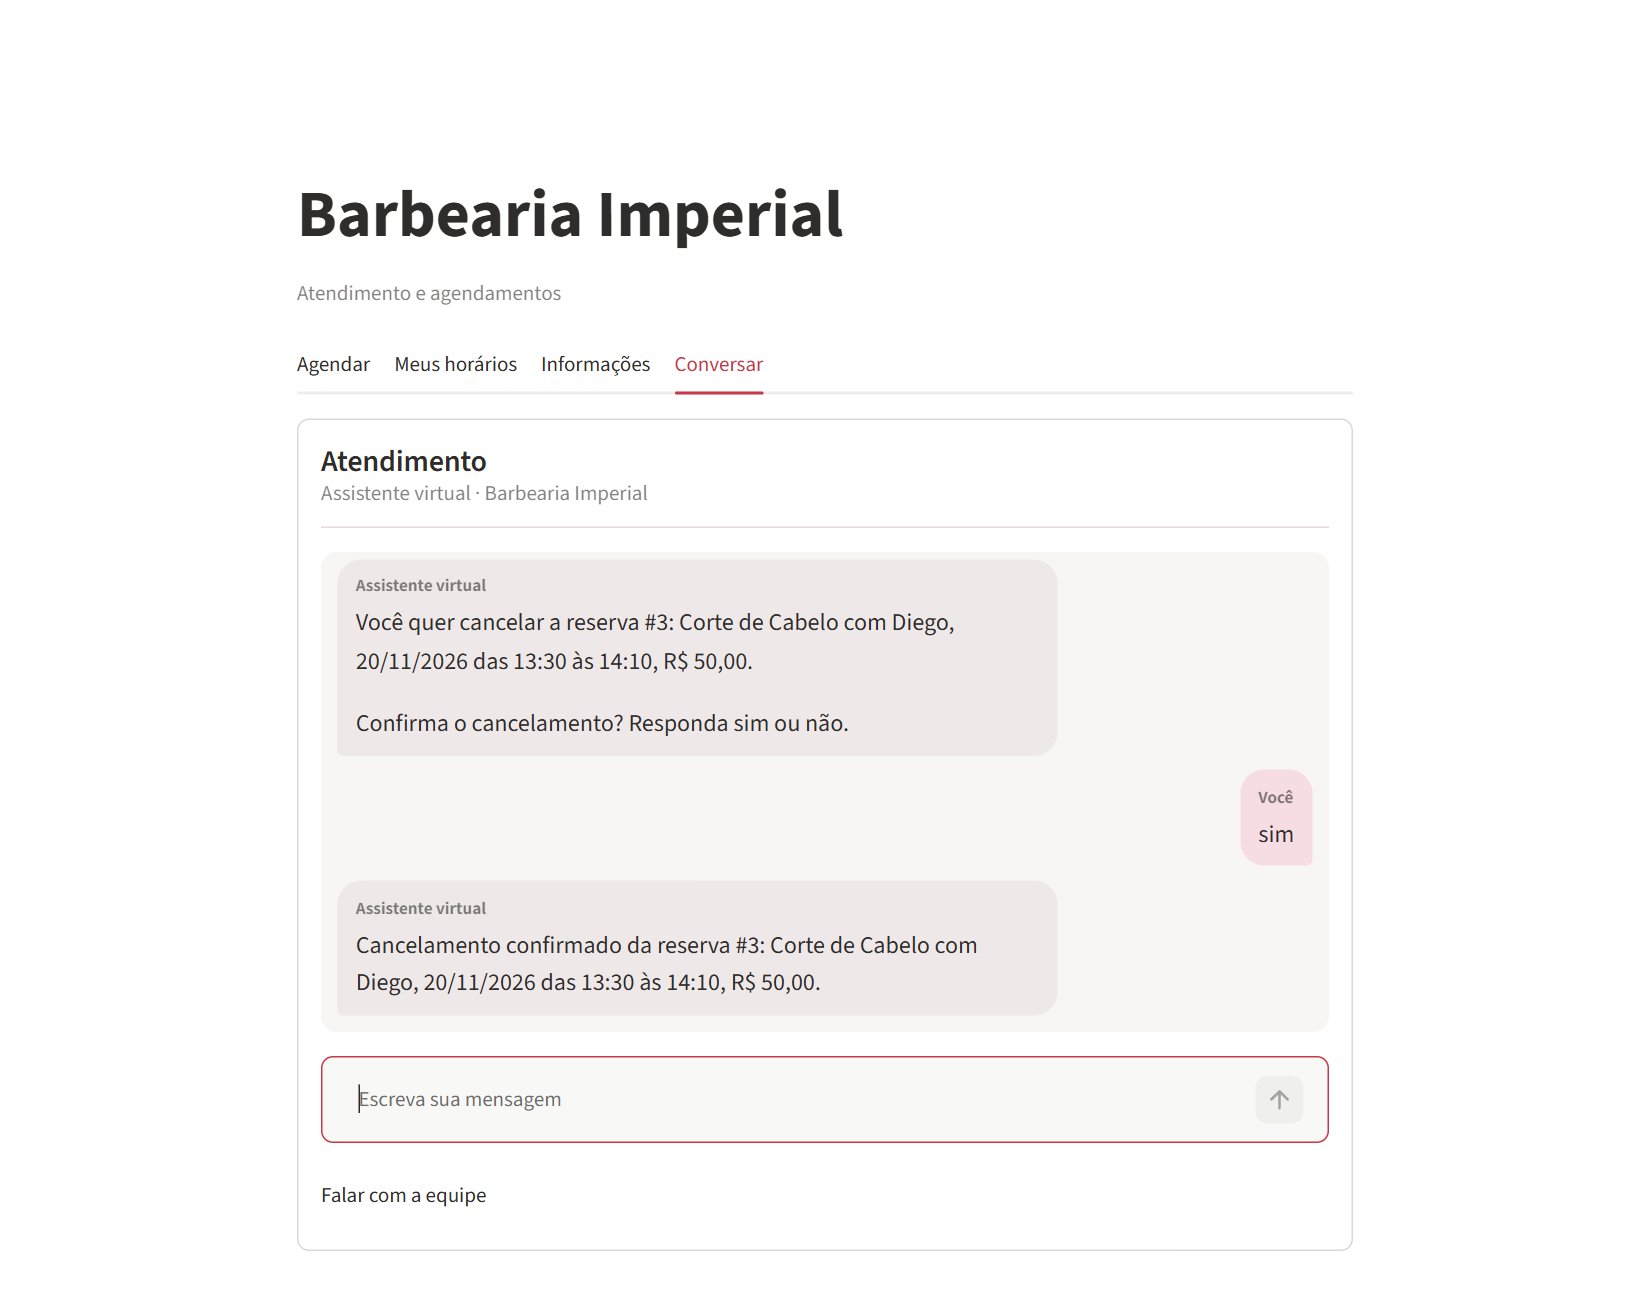 Barbearia Imperial
Atendimento e agendamentos
Agendar Meus horários Informações Conversar
Atendimento
Assistente virtual · Barbearia Imperial
Assistente virtual
Você quer cancelar a reserva #3: Corte de Cabelo com Diego,
20/11/2026 das 13:30 às 14:10, R$ 50,00.
Confirma o cancelamento? Responda sim ou não.
Você
sim
Assistente virtual
Cancelamento confirmado da reserva #3: Corte de Cabelo com
Diego, 20/11/2026 das 13:30 às 14:10, R$ 50,00.
Escreva sua mensagem
Falar com a equipe